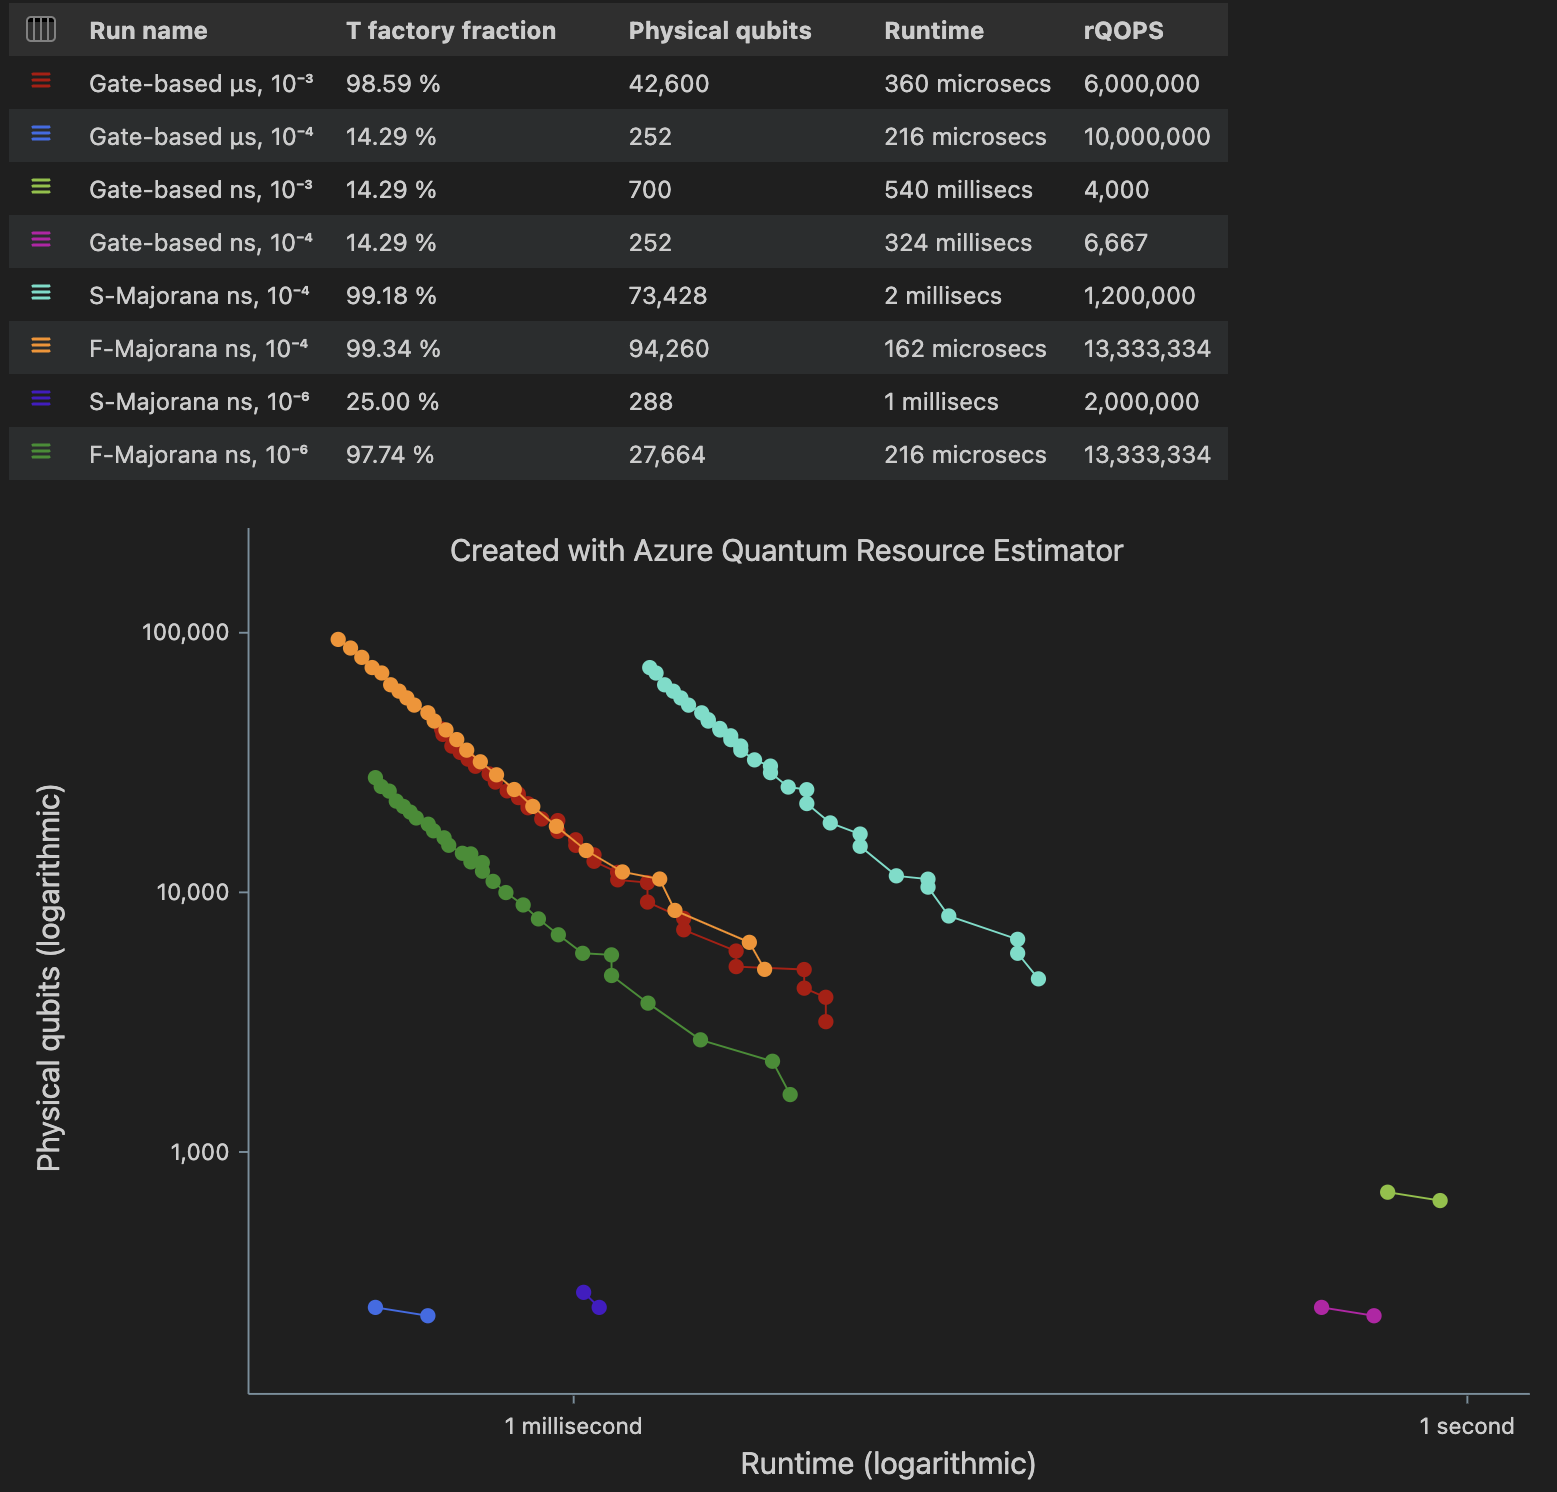 Run name T factory fraction Physical qubits Runtime rQOPS
Gate-based µs, 10⁻³ 98.59 % 42,600 360 microsecs 6,000,000
Gate-based µs, 10⁻⁴ 14.29 % 252 216 microsecs 10,000,000
Gate-based ns, 10⁻³ 14.29 % 700 540 millisecs 4,000
Gate-based ns, 10⁻⁴ 14.29 % 252 324 millisecs 6,667
S-Majorana ns, 10⁻⁴ 99.18 % 73,428 2 millisecs 1,200,000
F-Majorana ns, 10⁻⁴ 99.34 % 94,260 162 microsecs 13,333,334
S-Majorana ns, 10⁻⁶ 25.00 % 288 1 millisecs 2,000,000
F-Majorana ns, 10⁻⁶ 97.74 % 27,664 216 microsecs 13,333,334
Created with Azure Quantum Resource Estimator
100,000
10,000
1,000
Physical qubits (logarithmic)
1 millisecond 1 second
Runtime (logarithmic)